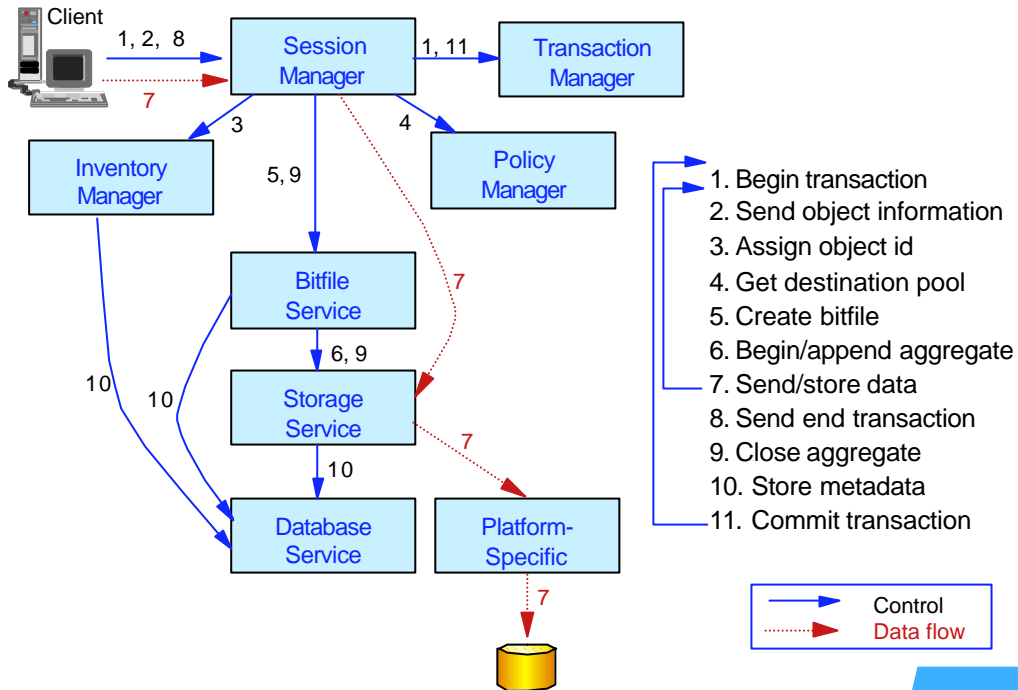 Client
1, 2, 8
7
Session
Manager
1, 11
Transaction
Manager
3
4
5, 9
Inventory
Manager
Policy
Manager
7
Bitfile
Service
6, 9
10
10
Storage
Service
7
10
Database
Service
Platform-
Specific
7
1. Begin transaction
2. Send object information
3. Assign object id
4. Get destination pool
5. Create bitfile
6. Begin/append aggregate
7. Send/store data
8. Send end transaction
9. Close aggregate
10. Store metadata
11. Commit transaction
Control
Data flow